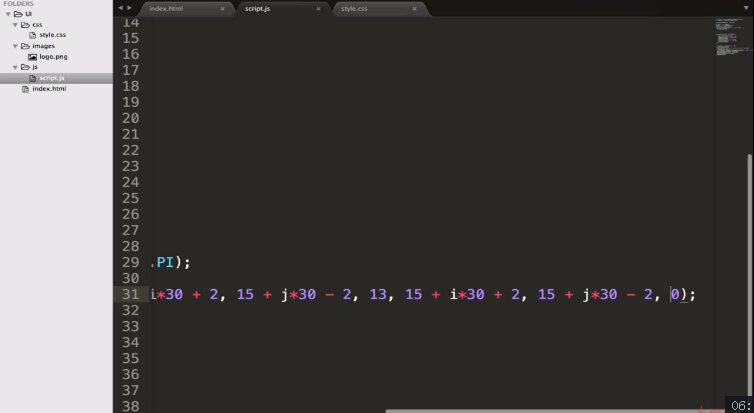 FOLDERS
UI
css
style.css
images
logo.png
js
script.js
index.html
index.html × script.js × style.css ×
14
15
16
17
18
19
20
21
22
23
24
25
26
27
28
29 .PI);
30
31 i*30 + 2, 15 + j*30 - 2, 13, 15 + i*30 + 2, 15 + j*30 - 2, 0);
32
33
34
35
36
37
38
06: